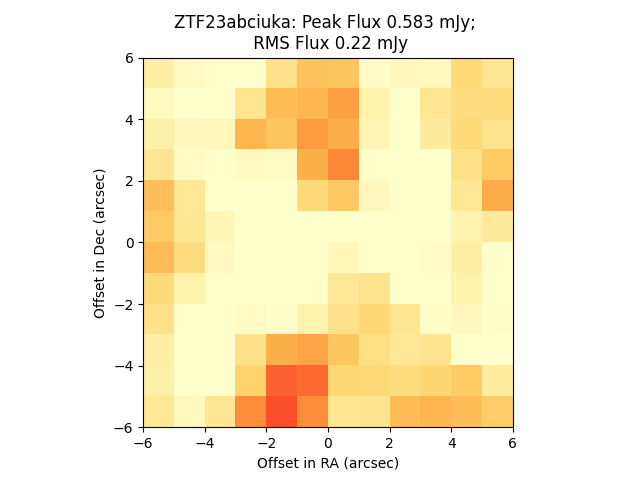 ZTF23abciuka: Peak Flux 0.583 mJy;
RMS Flux 0.22 mJy
6
4
2
0
−2
−4
−6
Offset in Dec (arcsec)
−6 −4 −2 0 2 4 6
Offset in RA (arcsec)